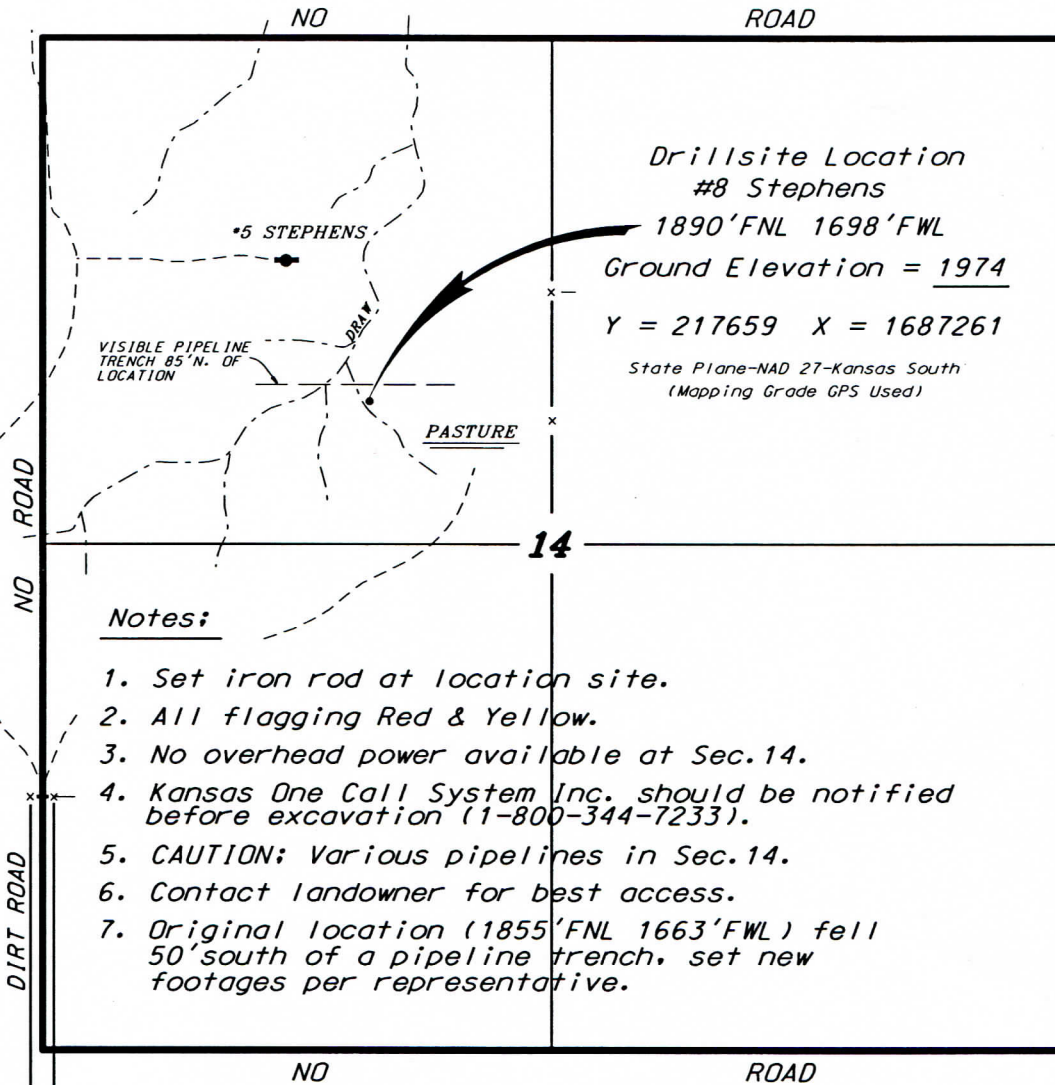 NO ROAD
Drillsite Location
#8 Stephens
1890'FNL 1698'FWL
Ground Elevation = 1974
Y = 217659 X = 1687261
State Plane-NAD 27-Kansas South
(Mapping Grade GPS Used)
#5 STEPHENS
DRAW
VISIBLE PIPELINE
TRENCH 85'N. OF
LOCATION
PASTURE
NO ROAD
14
Notes:
1. Set iron rod at location site.
2. All flagging Red & Yellow.
3. No overhead power available at Sec.14.
4. Kansas One Call System Inc. should be notified
before excavation (1-800-344-7233).
5. CAUTION: Various pipelines in Sec.14.
6. Contact landowner for best access.
7. Original location (1855'FNL 1663'FWL) fell
50'south of a pipeline trench, set new
footages per representative.
DIRT ROAD
NO ROAD